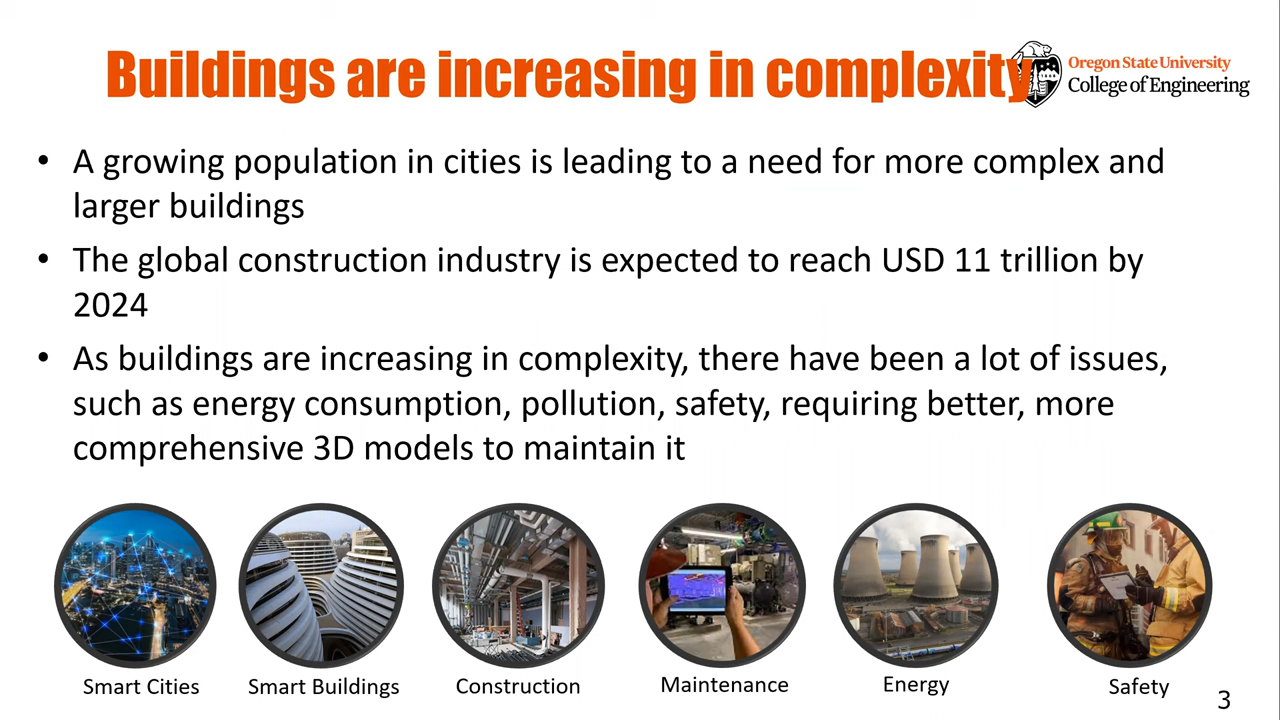 Buildings are increasing in complexity
Oregon State University
College of Engineering
• A growing population in cities is leading to a need for more complex and
larger buildings
• The global construction industry is expected to reach USD 11 trillion by
2024
• As buildings are increasing in complexity, there have been a lot of issues,
such as energy consumption, pollution, safety, requiring better, more
comprehensive 3D models to maintain it
Smart Cities
Smart Buildings
Construction
Maintenance
Energy
Safety
3